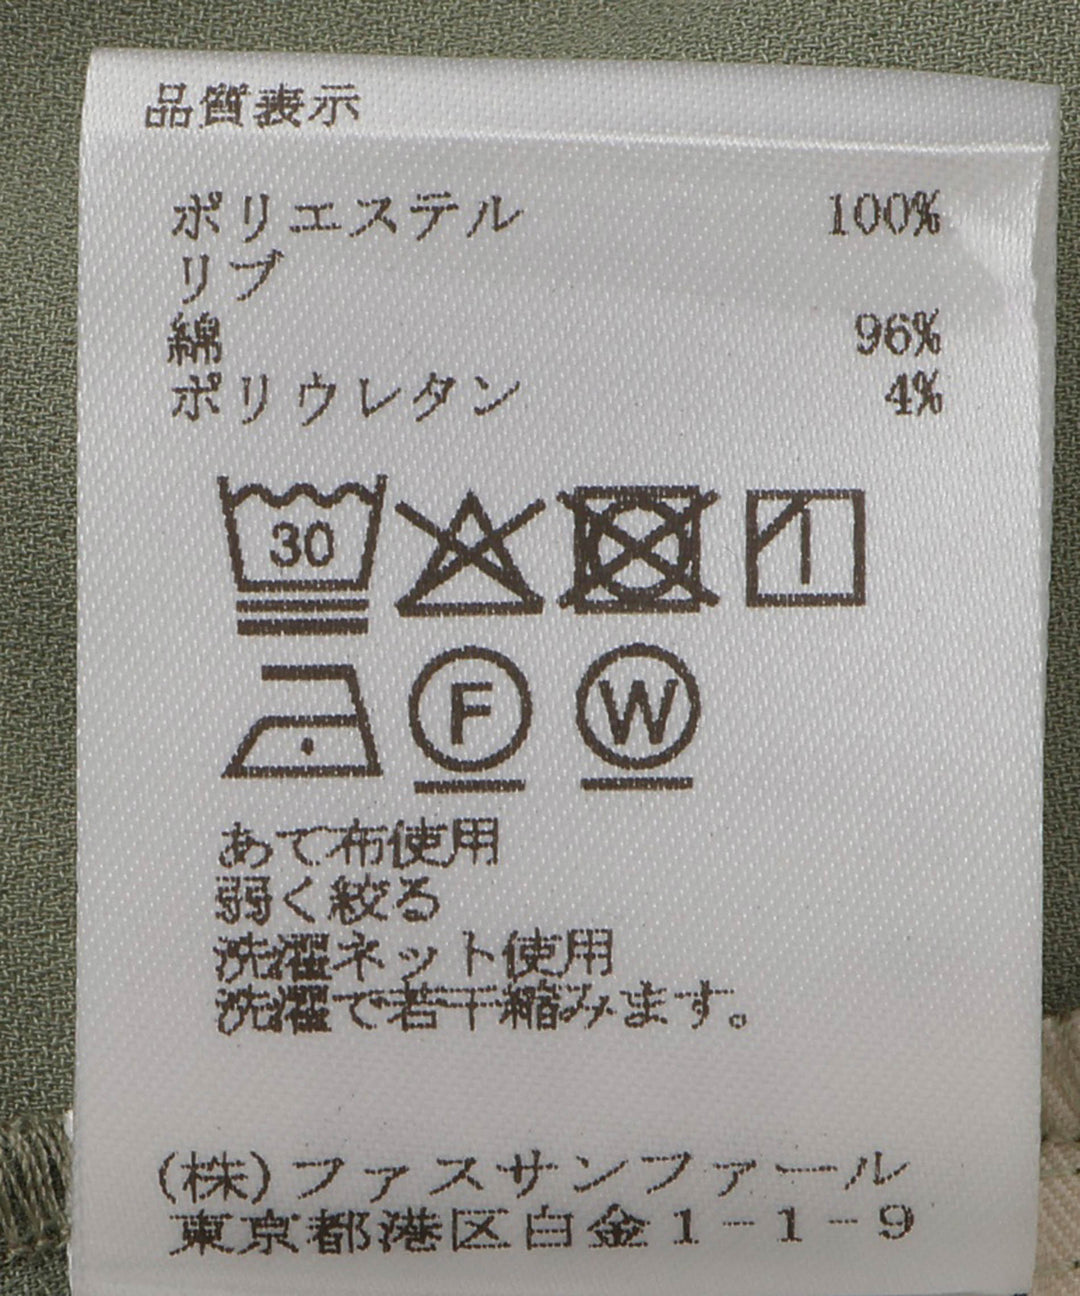 品質表示
ポリエステル 100%
リブ
綿 96%
ポリウレタン 4%
30
F W
あて布使用
弱く絞る
洗濯ネット使用
洗濯で若干縮みます。
(株)ファスサンファール
東京都港区白金1-1-9